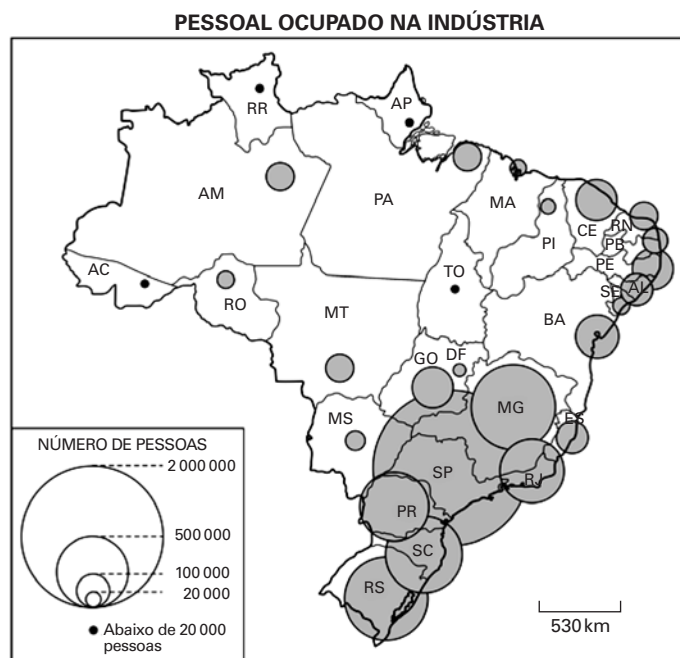 PESSOAL OCUPADO NA INDÚSTRIA
RR
AP
AM
PA
MA
CE
RN
PB
PI
PE
AC
TO
SE
AL
RO
MT
BA
GO
DF
MG
MS
ES
SP
RJ
PR
SC
RS
NÚMERO DE PESSOAS
2 000 000
500 000
100 000
20 000
Abaixo de 20 000
pessoas
530 km